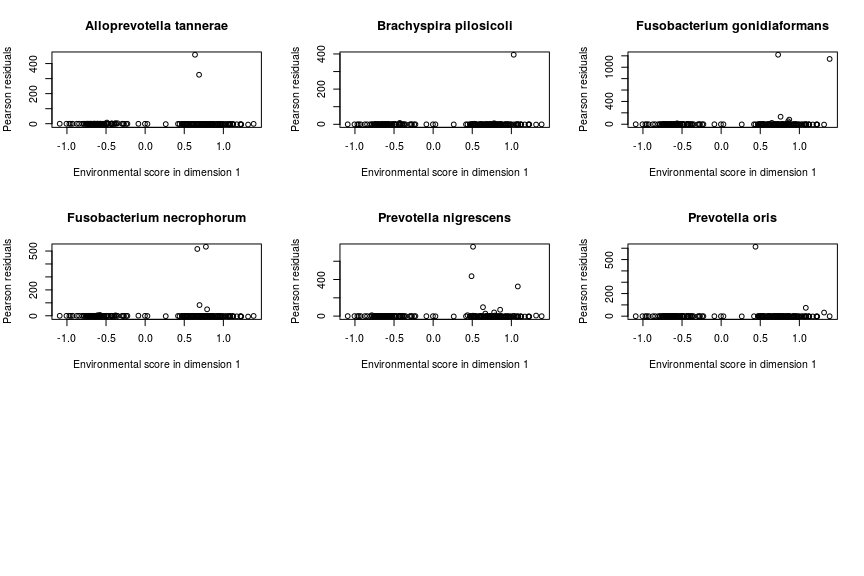 Alloprevotella tannerae
Pearson residuals
0 200 400
-1.0 -0.5 0.0 0.5 1.0
Environmental score in dimension 1
Brachyspira pilosicoli
Pearson residuals
0 200 400
-1.0 -0.5 0.0 0.5 1.0
Environmental score in dimension 1
Fusobacterium gonidiaformans
Pearson residuals
0 400 1000
-1.0 -0.5 0.0 0.5 1.0
Environmental score in dimension 1
Fusobacterium necrophorum
Pearson residuals
0 200 500
-1.0 -0.5 0.0 0.5 1.0
Environmental score in dimension 1
Prevotella nigrescens
Pearson residuals
0 400
-1.0 -0.5 0.0 0.5 1.0
Environmental score in dimension 1
Prevotella oris
Pearson residuals
0 200 500
-1.0 -0.5 0.0 0.5 1.0
Environmental score in dimension 1